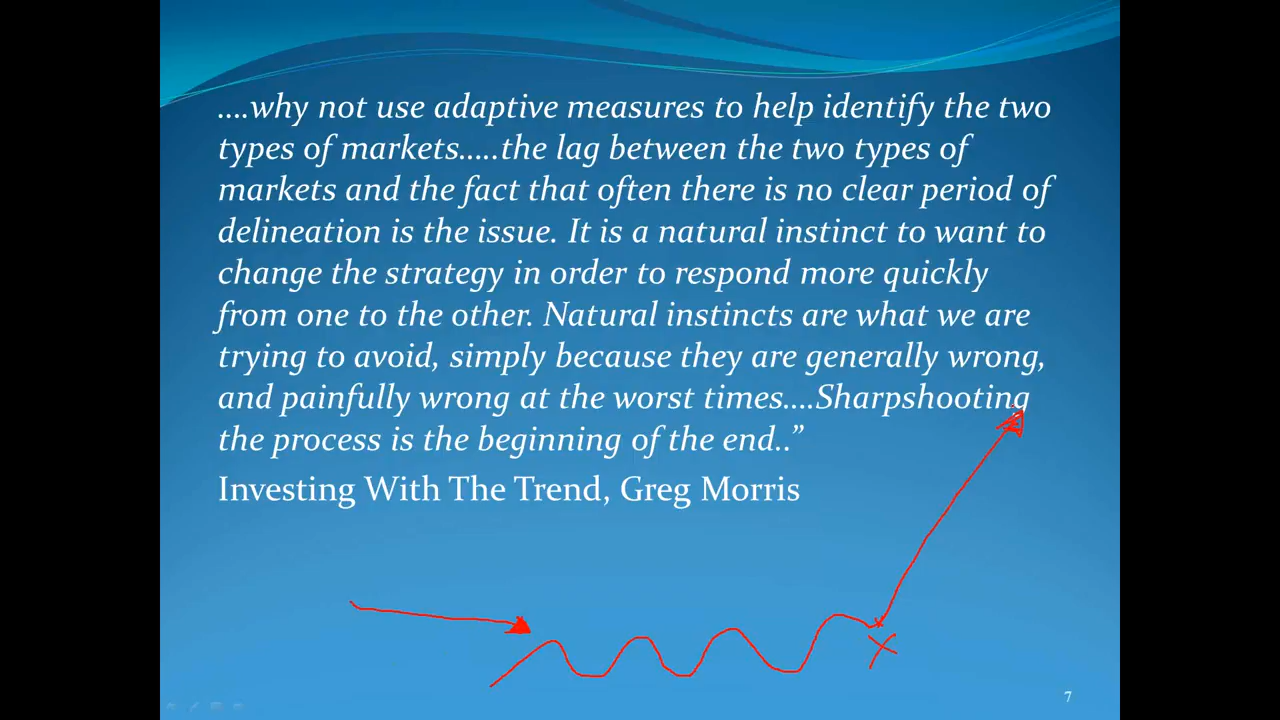 ....why not use adaptive measures to help identify the two
types of markets.....the lag between the two types of
markets and the fact that often there is no clear period of
delineation is the issue. It is a natural instinct to want to
change the strategy in order to respond more quickly
from one to the other. Natural instincts are what we are
trying to avoid, simply because they are generally wrong,
and painfully wrong at the worst times....Sharpshooting
the process is the beginning of the end..”
Investing With The Trend, Greg Morris
7